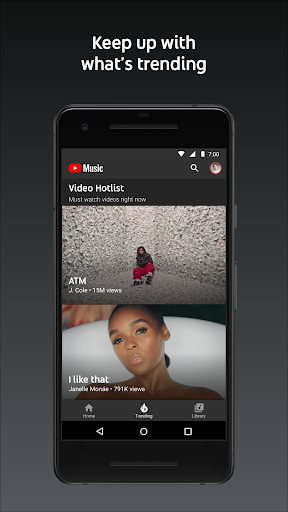 Keep up with
what's trending
7:00
Music
Video Hotlist
Must watch videos right now
ATM
J. Cole • 15M views
I like that
Janelle Monáe • 791K views
Home
Trending
Library